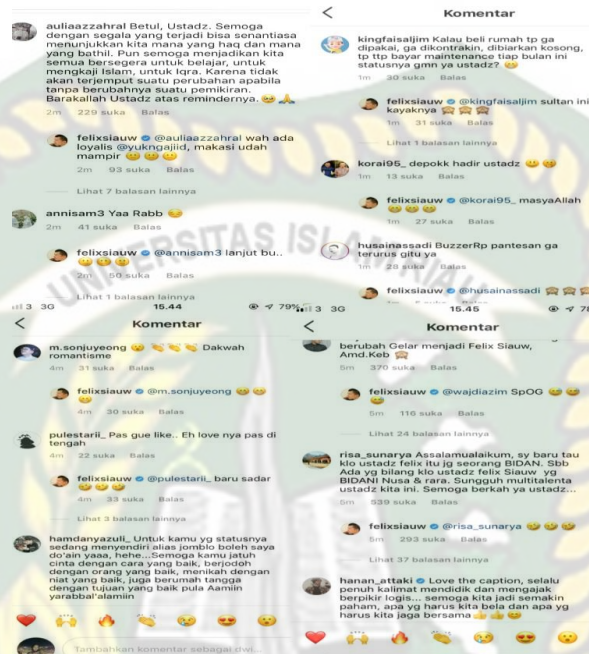 auliaazzahral Betul, Ustadz. Semoga
dengan segala yang terjadi bisa senantiasa
menunjukkan kita mana yang haq dan mana
yang bathil. Pun semoga menjadikan kita
semua bersegera untuk belajar, untuk
mengkaji Islam, untuk Iqra. Karena tidak
akan terjemput suatu perubahan apabila
tanpa berubahnya suatu pemikiran.
Barakallah Ustadz atas remindernya. 🥺 🙏
2m 229 suka Balas
felixsiauw @auliaazzahral wah ada
loyalis @yukngajiid, makasi udah
mampir
2m 93 suka Balas
Lihat 7 balasan lainnya
annisam3 Yaa Rabb
2m 41 suka Balas
felixsiauw @annisam3 lanjut bu..
2m 50 suka Balas
Lihat 1 balasan lainnya
3 3G 15.44 79%
Komentar
kingfaisaljim Kalau beli rumah tp ga
dipakai, ga dikontrakin, dibiarkan kosong,
tp ttp bayar maintenance tiap bulan ini
statusnya gmn ya ustadz?
1m 30 suka Balas
felixsiauw @kingfaisaljim sultan ini
kayaknya 🙈 🙈 🙈
1m 31 suka Balas
Lihat 1 balasan lainnya
korai95_ depokk hadir ustadz
1m 13 suka Balas
felixsiauw @korai95_ masyaAllah
1m 27 suka Balas
husainassadi BuzzerRp pantesan ga
terurus gitu ya
1m 28 suka Balas
felixsiauw @husainassadi 🙈 🙈 🙈
3 3G 15.45 78
Komentar
m.sonjuyeong 😮 👏 👏 👏 Dakwah
romantisme
4m 31 suka Balas
felixsiauw @m.sonjuyeong
4m 30 suka Balas
pulestarii_ Pas gue like.. Eh love nya pas di
tengah
4m 22 suka Balas
felixsiauw @pulestarii_ baru sadar
4m 33 suka Balas
Lihat 3 balasan lainnya
hamdanyazuli_ Untuk kamu yg statusnya
sedang menyendiri alias jomblo boleh saya
do'ain yaaa, hehe...Semoga kamu jatuh
cinta dengan cara yang baik, berjodoh
dengan orang yang baik, menikah dengan
niat yang baik, juga berumah tangga
dengan tujuan yang baik pula Aamiin
yarabbal'alamiin
❤️ 🙌 🔥 👏 😢 😍 😮
Tambahkan komentar sebagai dwi...
Komentar
berubah Gelar menjadi Felix Siauw,
Amd.Keb 🙈
5m 370 suka Balas
felixsiauw @wajdiazim SpOG
5m 116 suka Balas
Lihat 24 balasan lainnya
risa_sunarya Assalamualaikum, sy baru tau
klo ustadz felix itu jg seorang BIDAN. Sbb
Ada yg bilang klo ustadz Felix Siauw yg
BIDANI Nusa & rara. Sungguh multitalenta
ustadz kita ini. Semoga berkah ya ustadz...
5m 539 suka Balas
felixsiauw @risa_sunarya
5m 293 suka Balas
Lihat 37 balasan lainnya
hanan_attaki Love the caption, selalu
penuh kalimat mendidik dan mengajak
berpikir logis... semoga kita jadi semakin
paham, apa yg harus kita bela dan apa yg
harus kita jaga bersama 👍 👍 😁
❤️ 🙌 🔥 👏 😢 😍 😮
UNIVERSITAS ISLAM